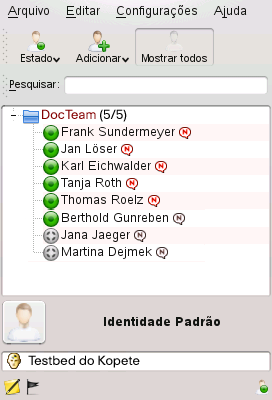 Arquivo Editar Configurações Ajuda
Estado Adicionar Mostrar todos
Pesquisar:
DocTeam (5/5)
Frank Sundermeyer
Jan Löser
Karl Eichwalder
Tanja Roth
Thomas Roelz
Berthold Gunreben
Jana Jaeger
Martina Dejmek
Identidade Padrão
Testbed do Kopete